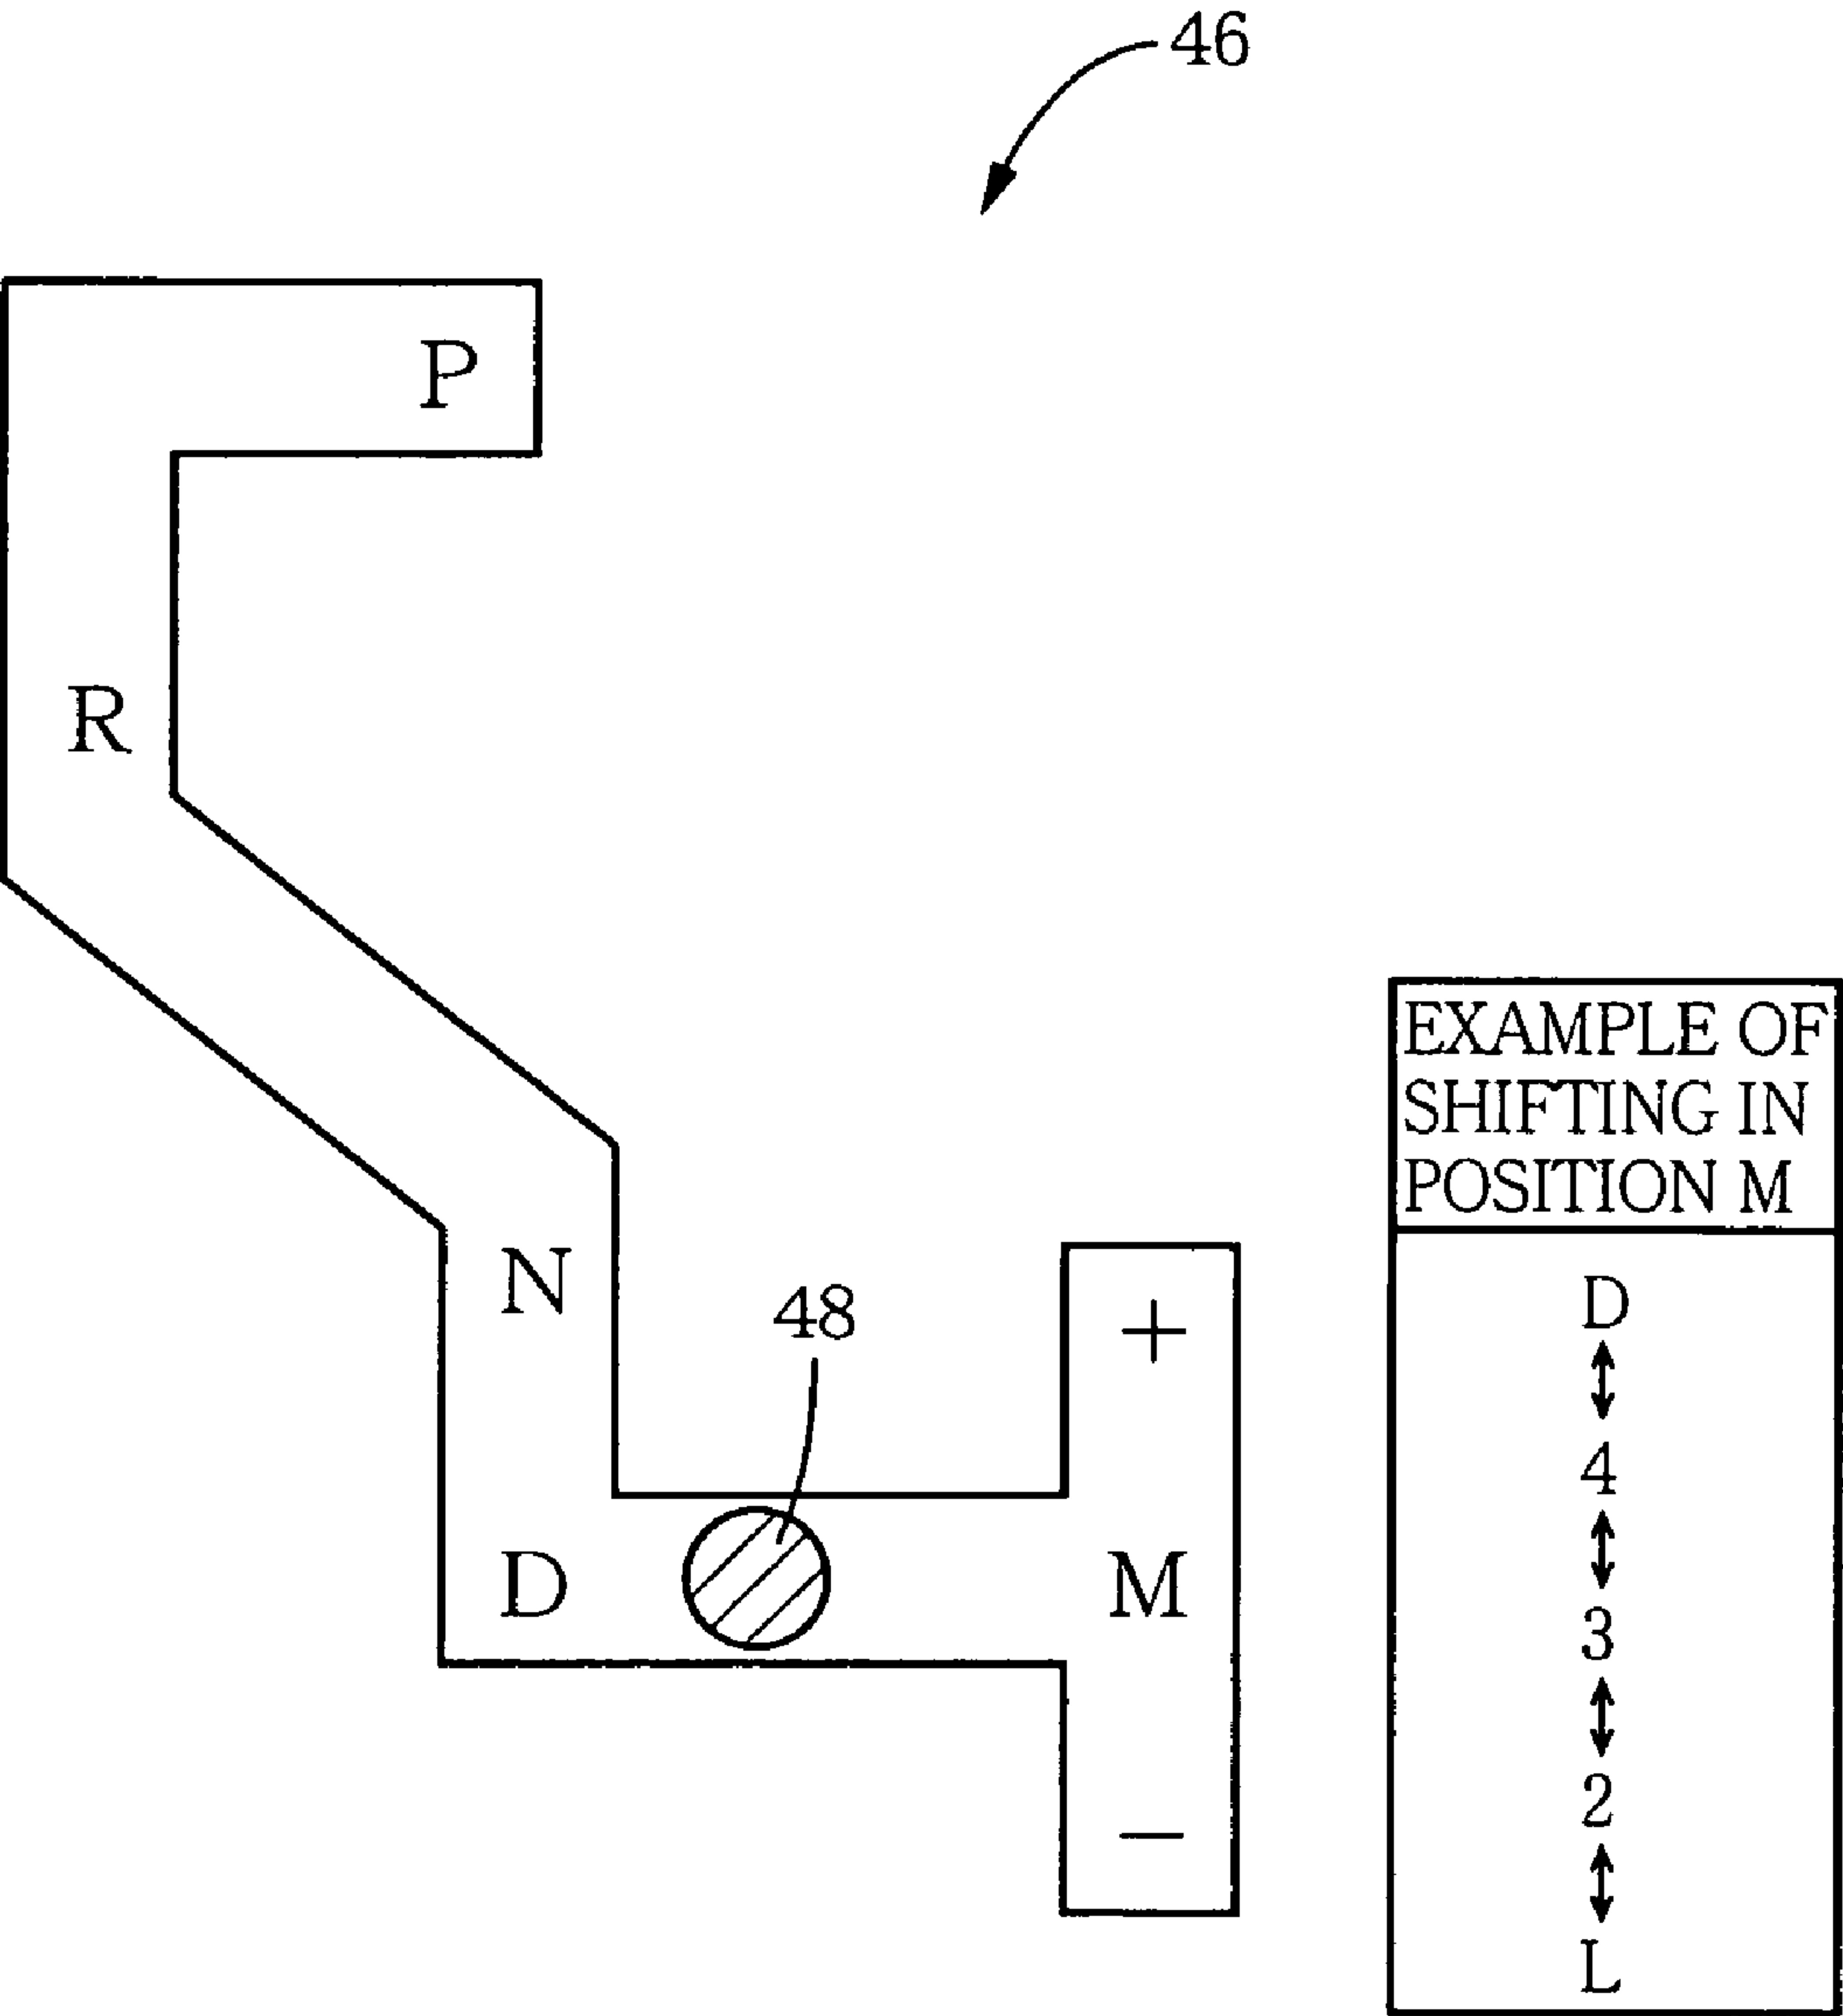 46
P
R
N
48
+
D
M
−
EXAMPLE OF
SHIFTING IN
POSITION M
D
4
3
2
L